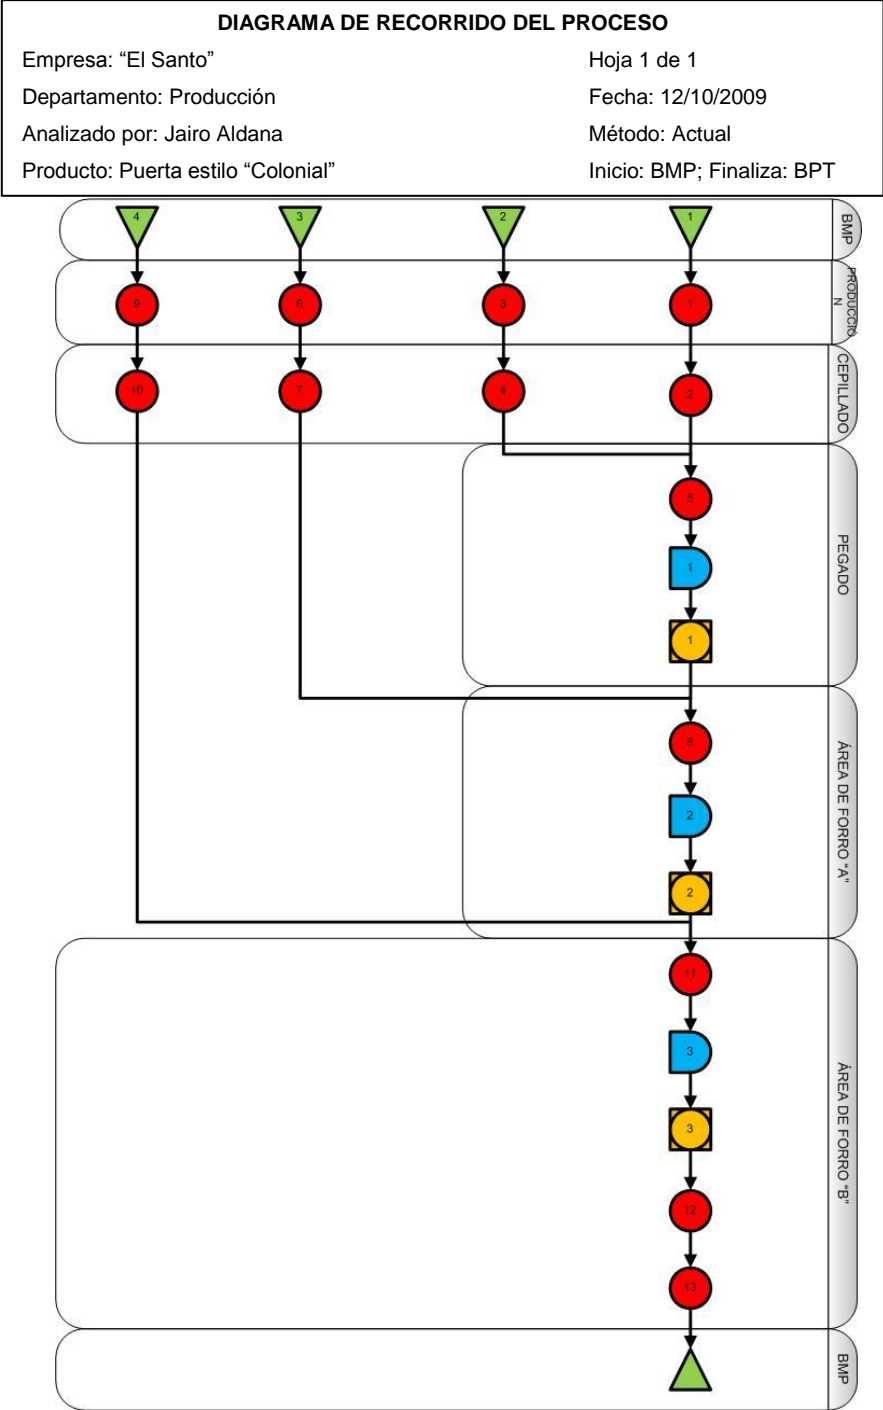 DIAGRAMA DE RECORRIDO DEL PROCESO
Empresa: “El Santo”
Hoja 1 de 1
Departamento: Producción
Fecha: 12/10/2009
Analizado por: Jairo Aldana
Método: Actual
Producto: Puerta estilo “Colonial”
Inicio: BMP; Finaliza: BPT
4
3
2
1
BMP
9
6
3
1
PRODUCCIÓ
N
10
7
4
2
CEPILLADO
5
1
1
PEGADO
8
2
2
ÁREA DE FORRO “A”
11
3
3
12
13
ÁREA DE FORRO “B”
BMP